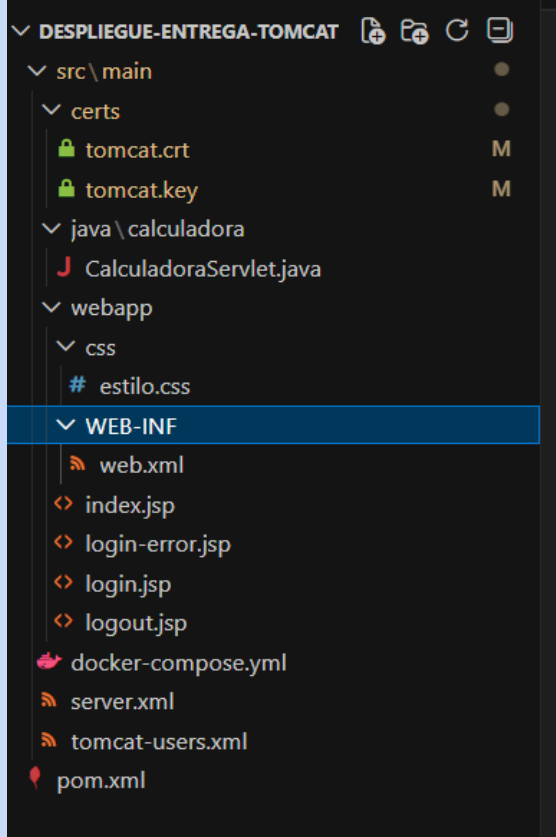 DESPLIEGUE-ENTREGA-TOMCAT
src\main
certs
tomcat.crt M
tomcat.key M
java\calculadora
J CalculadoraServlet.java
webapp
css
# estilo.css
WEB-INF
web.xml
<> index.jsp
<> login-error.jsp
<> login.jsp
<> logout.jsp
docker-compose.yml
server.xml
tomcat-users.xml
pom.xml